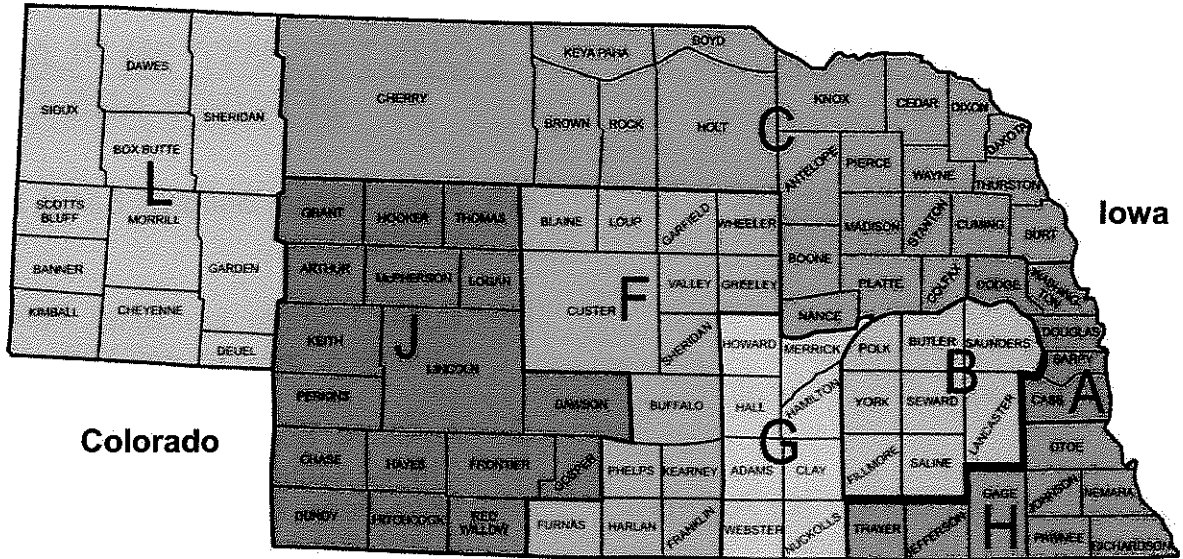 BOYD
KEYA PAHA
DAWES
CHERRY
KNOX
CEDAR
DIXON
SIOUX
SHERIDAN
BROWN
ROCK
HOLT
C
DAKOTA
BOX BUTTE
ANTELOPE
PIERCE
WAYNE
THURSTON
L
SCOTTS
BLUFF
MORRILL
GRANT
HOOKER
THOMAS
BLAINE
LOUP
GARFIELD
WHEELER
MADISON
STANTON
CUMING
BURT
Iowa
BANNER
GARDEN
ARTHUR
McPHERSON
LOGAN
BOONE
KIMBALL
CHEYENNE
CUSTER
F
VALLEY
GREELEY
PLATTE
COLFAX
DODGE
WASHING
TON
NANCE
DEUEL
KEITH
J
LINCOLN
SHERIDAN
HOWARD
MERRICK
POLK
BUTLER
SAUNDERS
DOUGLAS
SARPY
B
PERKINS
DAWSON
BUFFALO
HALL
HAMILTON
YORK
SEWARD
LANCASTER
CASS
A
Colorado
G
OTOE
CHASE
HAYES
FRONTIER
GOSPER
PHELPS
KEARNEY
ADAMS
CLAY
FILLMORE
SALINE
GAGE
JOHNSON
NEMAHA
H
DUNDY
HITCHCOCK
RED
WILLOW
FURNAS
HARLAN
FRANKLIN
WEBSTER
NUCKOLLS
THAYER
JEFFERSON
PAWNEE
RICHARDSON